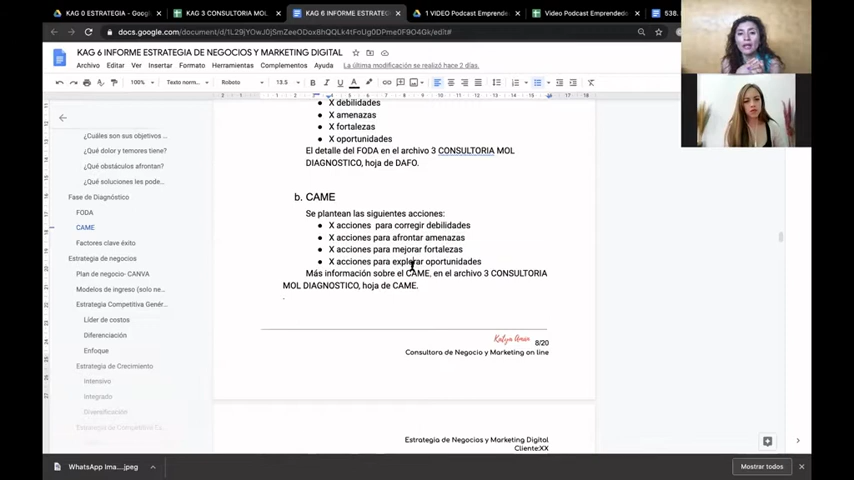 KAG 0 ESTRATEGIA - Google
KAG 3 CONSULTORIA MOL
KAG 6 INFORME ESTRATEG
1 VIDEO Podcast Emprende
Video Podcast Emprendedo
538.
docs.google.com/document/d/
KAG 6 INFORME ESTRATEGIA DE NEGOCIOS Y MARKETING DIGITAL
Archivo Editar Ver Insertar Formato Herramientas Complementos Ayuda La última modificación se realizó hace 2 días.
100% Texto norm... Roboto 13.5
¿Cuáles son sus objetivos ...
¿Qué dolor y temores tiene?
¿Qué obstáculos afrontan?
¿Qué soluciones les pode...
Fase de Diagnóstico
FODA
CAME
Factores clave éxito
Estrategia de negocios
Plan de negocio- CANVA
Modelos de ingreso (solo ne...
Estrategia Competitiva Genér...
Líder de costos
Diferenciación
Enfoque
Estrategia de Crecimiento
Intensivo
Integrado
Diversificación
X debilidades
X amenazas
X fortalezas
X oportunidades
El detalle del FODA en el archivo 3 CONSULTORIA MOL
DIAGNOSTICO, hoja de DAFO.
b. CAME
Se plantean las siguientes acciones:
X acciones para corregir debilidades
X acciones para afrontar amenazas
X acciones para mejorar fortalezas
X acciones para explorar oportunidades
Más información sobre el CAME, en el archivo 3 CONSULTORIA
MOL DIAGNOSTICO, hoja de CAME.
8/20
Consultora de Negocio y Marketing on line
Estrategia de Negocios y Marketing Digital
Cliente:XX
WhatsApp Ima....jpeg
Mostrar todos